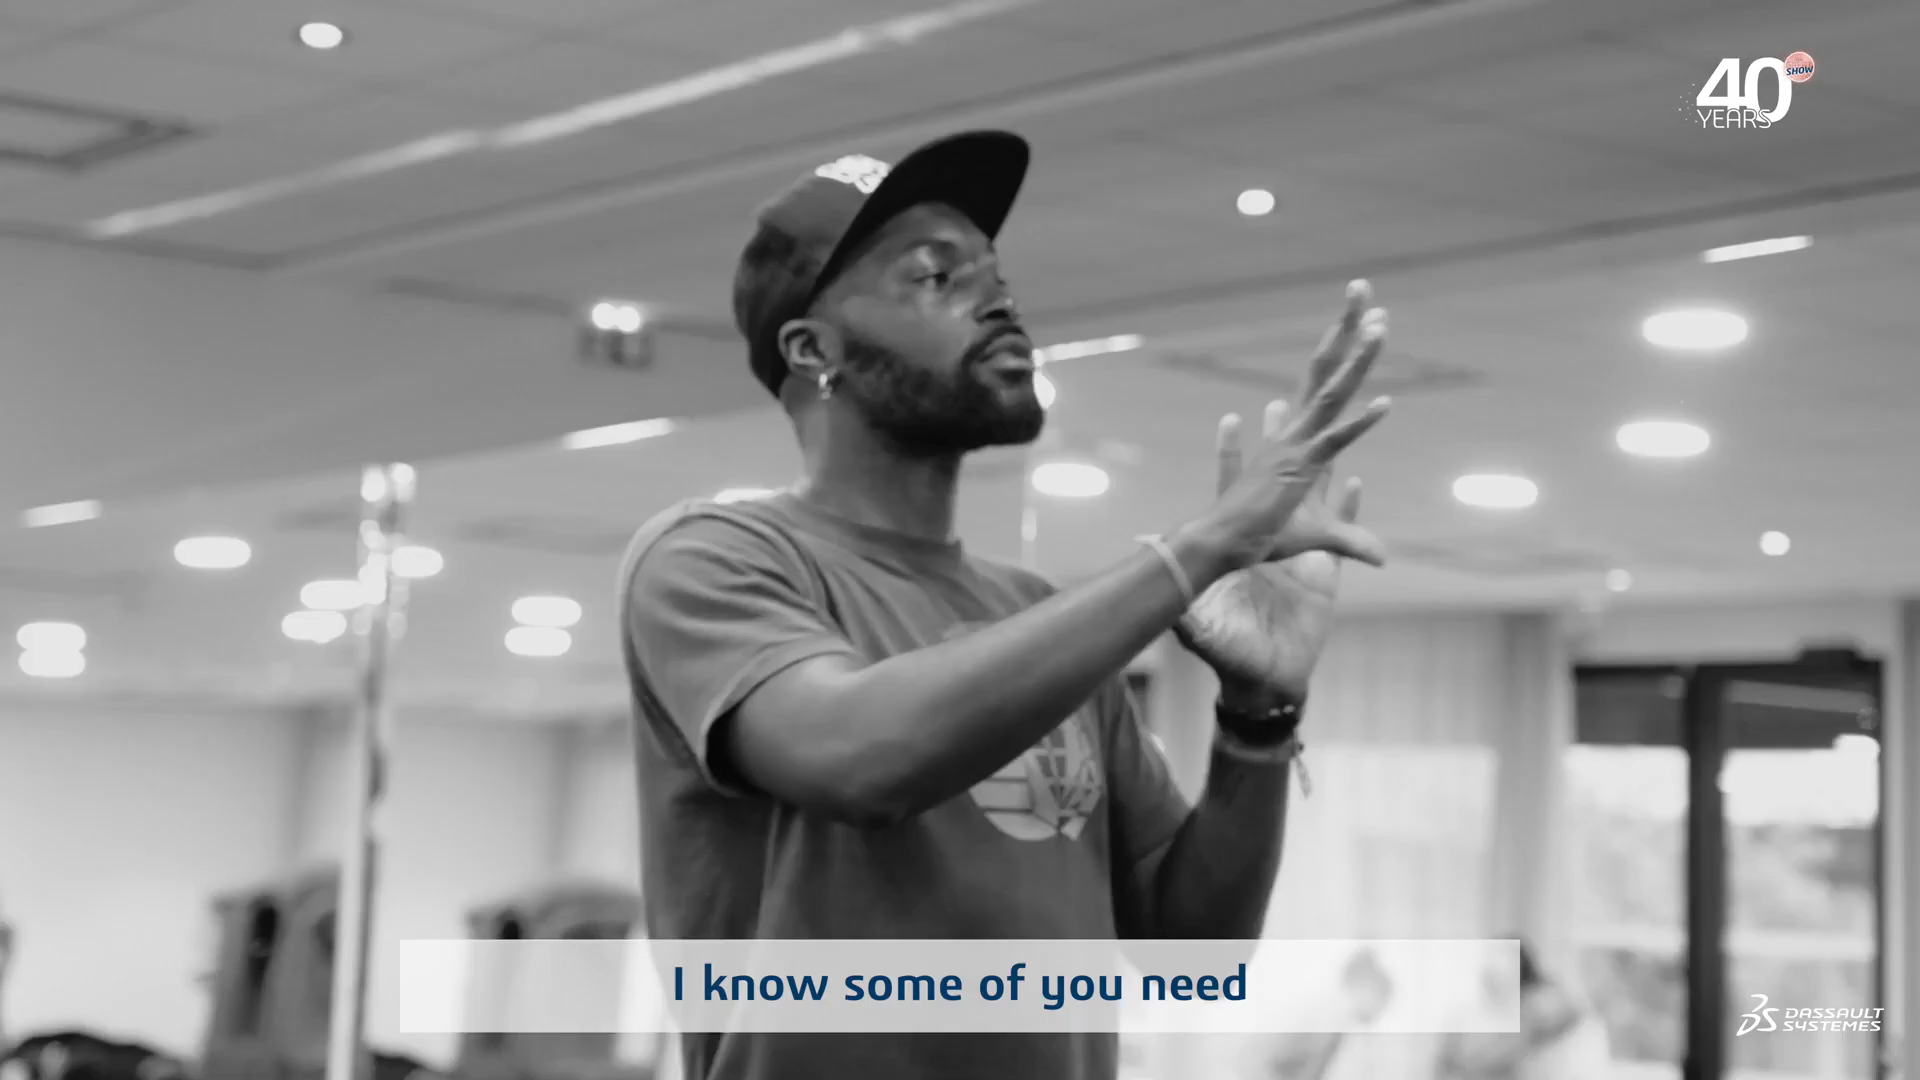 40
SHOW
YEARS
I know some of you need
DASSAULT
SYSTEMES